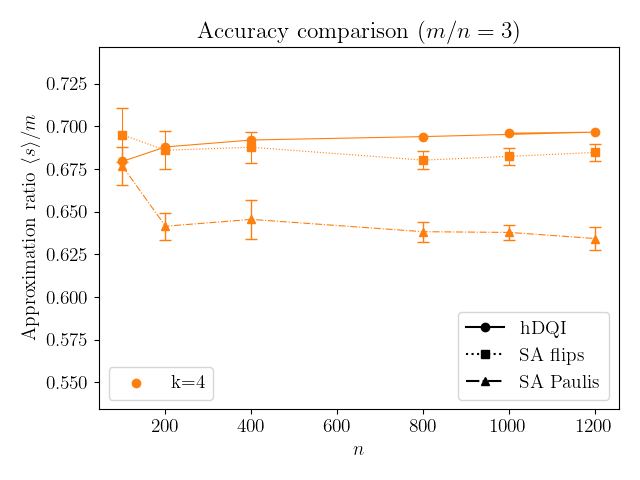 Accuracy comparison (m/n = 3)
Approximation ratio ⟨s⟩/m
0.725
0.700
0.675
0.650
0.625
0.600
0.575
0.550
hDQI
SA flips
SA Paulis
k=4
200
400
600
800
1000
1200
n